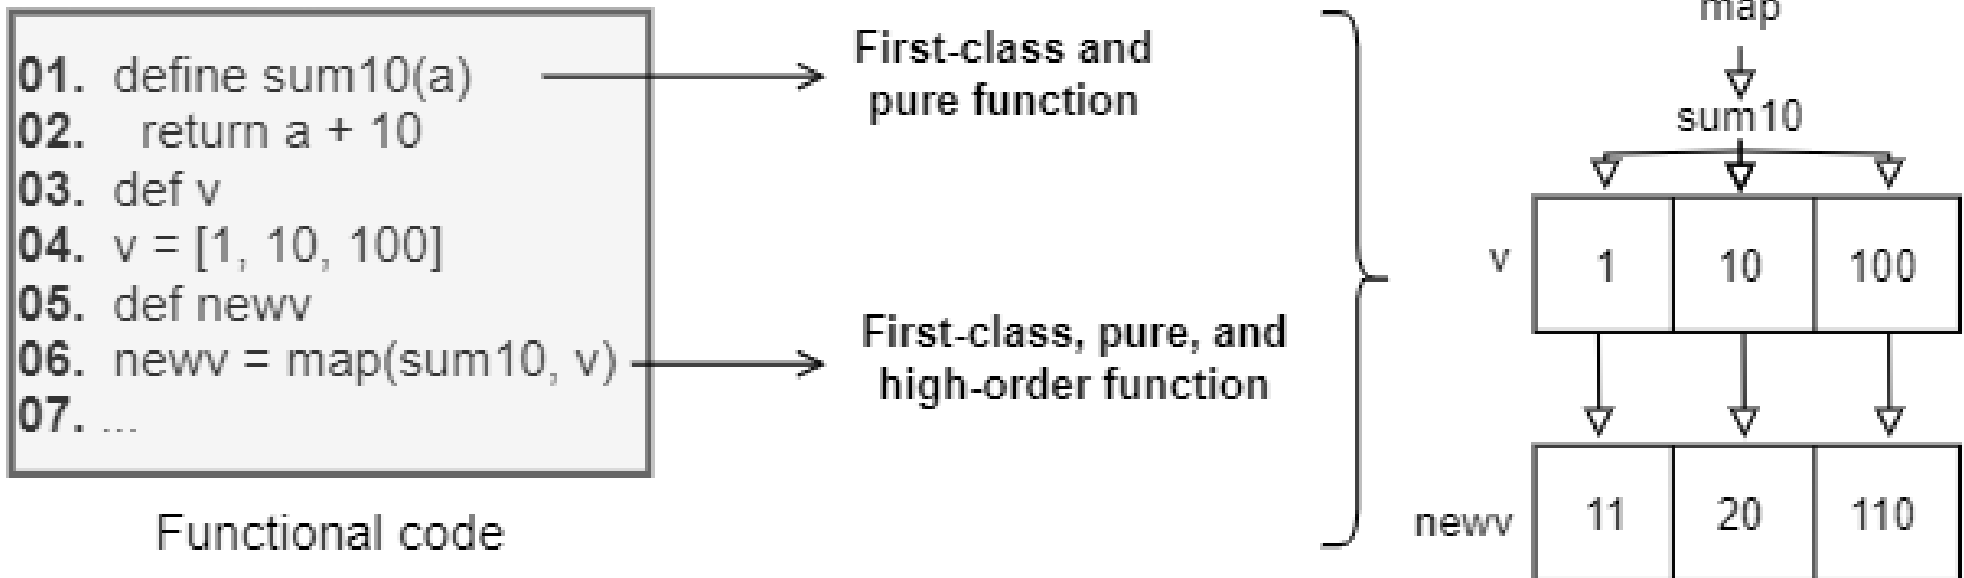 01. define sum10(a)
02. return a + 10
03. def v
04. v = [1, 10, 100]
05. def newv
06. newv = map(sum10, v)
07. ...
Functional code
First-class and
pure function
First-class, pure, and
high-order function
map
sum10
v 1 10 100
newv 11 20 110